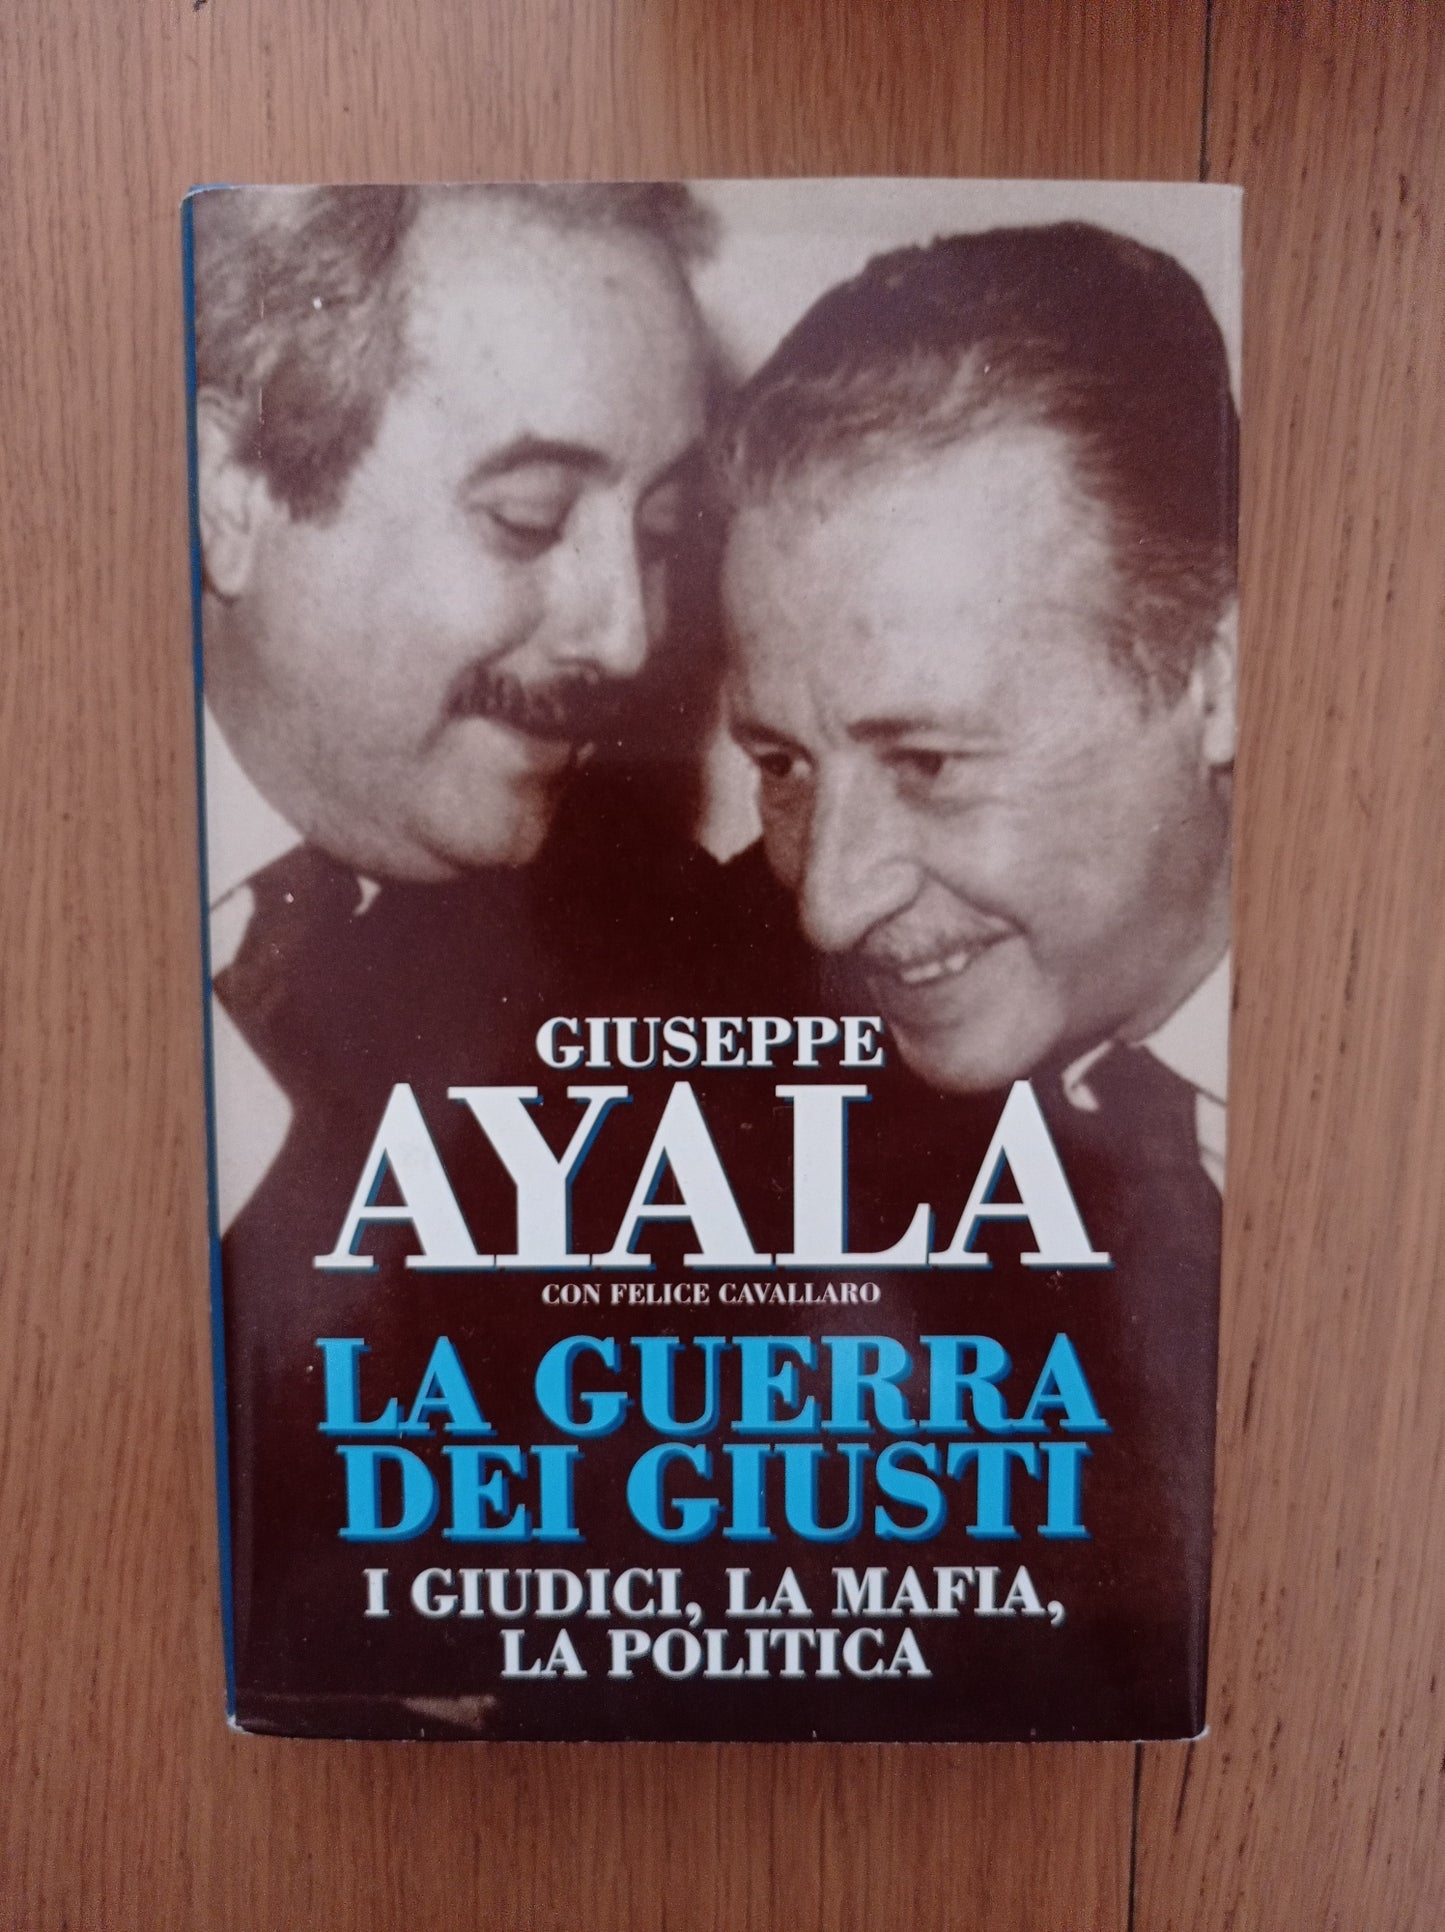 GIUSEPPE
AYALA
CON FELICE CAVALLARO
LA GUERRA
DEI GIUSTI
I GIUDICI, LA MAFIA,
LA POLITICA